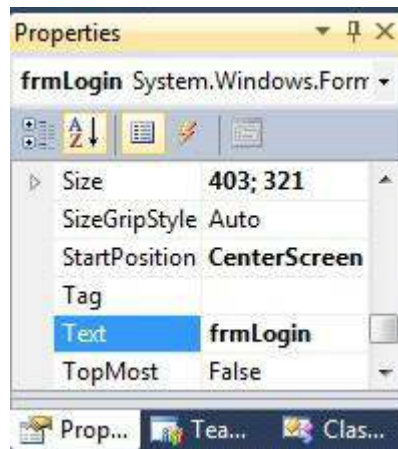 Properties
frmLogin System.Windows.Forr
A
Z
Size 403; 321
SizeGripStyle Auto
StartPosition CenterScreen
Tag
Text frmLogin
TopMost False
Prop... Tea... Clas...